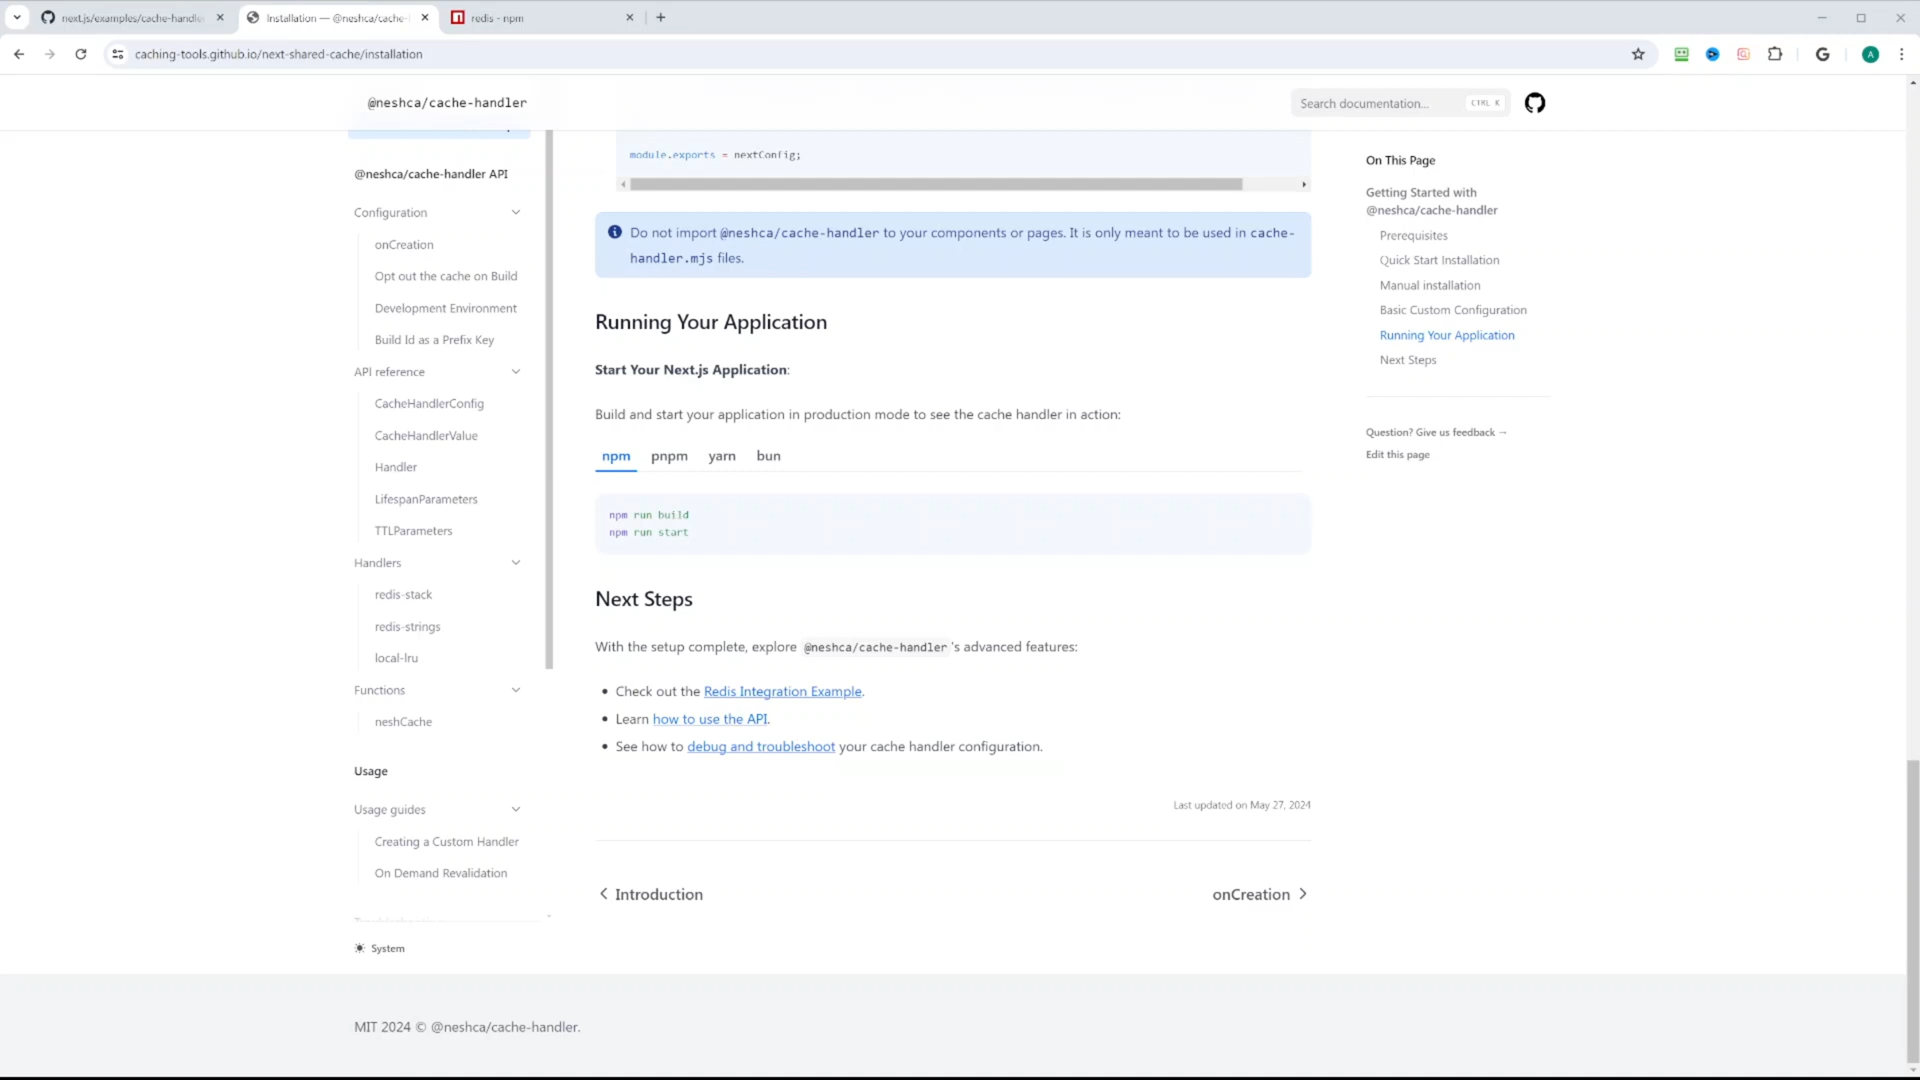 next.js/examples/cache-handle
Installation — @neshca/cache-
redis - npm
caching-tools.github.io/next-shared-cache/installation
G
A
@neshca/cache-handler
Search documentation...
CTRL K
@neshca/cache-handler API
Configuration
onCreation
Opt out the cache on Build
Development Environment
Build Id as a Prefix Key
API reference
CacheHandlerConfig
CacheHandlerValue
Handler
LifespanParameters
TTLParameters
Handlers
redis-stack
redis-strings
local-lru
Functions
neshCache
Usage
Usage guides
Creating a Custom Handler
On Demand Revalidation
System
module.exports = nextConfig;
Do not import @neshca/cache-handler to your components or pages. It is only meant to be used in cache-
handler.mjs files.
Running Your Application
Start Your Next.js Application:
Build and start your application in production mode to see the cache handler in action:
npm pnpm yarn bun
npm run build
npm run start
Next Steps
With the setup complete, explore @neshca/cache-handler 's advanced features:
• Check out the Redis Integration Example.
• Learn how to use the API.
• See how to debug and troubleshoot your cache handler configuration.
Last updated on May 27, 2024
Introduction
onCreation
On This Page
Getting Started with
@neshca/cache-handler
Prerequisites
Quick Start Installation
Manual installation
Basic Custom Configuration
Running Your Application
Next Steps
Question? Give us feedback →
Edit this page
MIT 2024 © @neshca/cache-handler.